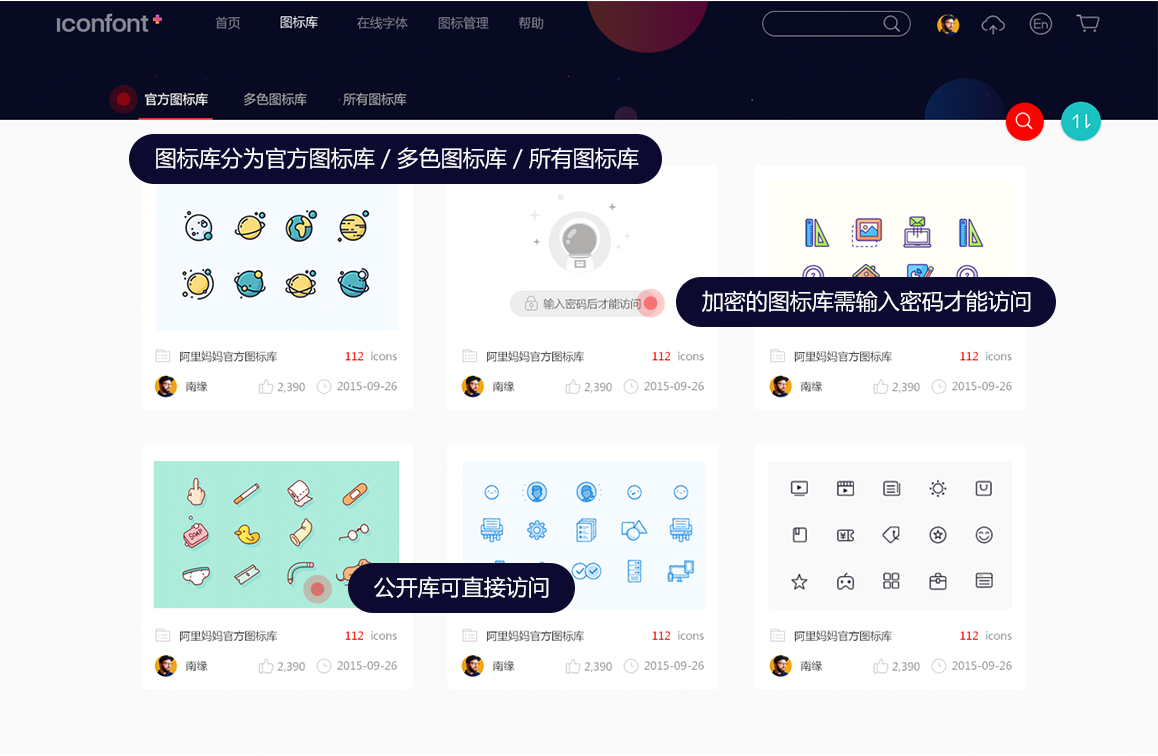 iconfont+ 首页 图标库 在线字体 图标管理 帮助 En
官方图标库 多色图标库 所有图标库
图标库分为官方图标库 / 多色图标库 / 所有图标库
输入密码后才能访问
加密的图标库需输入密码才能访问
阿里妈妈官方图标库 112 icons
南缘 2,390 2015-09-26
阿里妈妈官方图标库 112 icons
南缘 2,390 2015-09-26
阿里妈妈官方图标库 112 icons
南缘 2,390 2015-09-26
SOAP
公开库可直接访问
阿里妈妈官方图标库 112 icons
南缘 2,390 2015-09-26
阿里妈妈官方图标库 112 icons
南缘 2,390 2015-09-26
阿里妈妈官方图标库 112 icons
南缘 2,390 2015-09-26